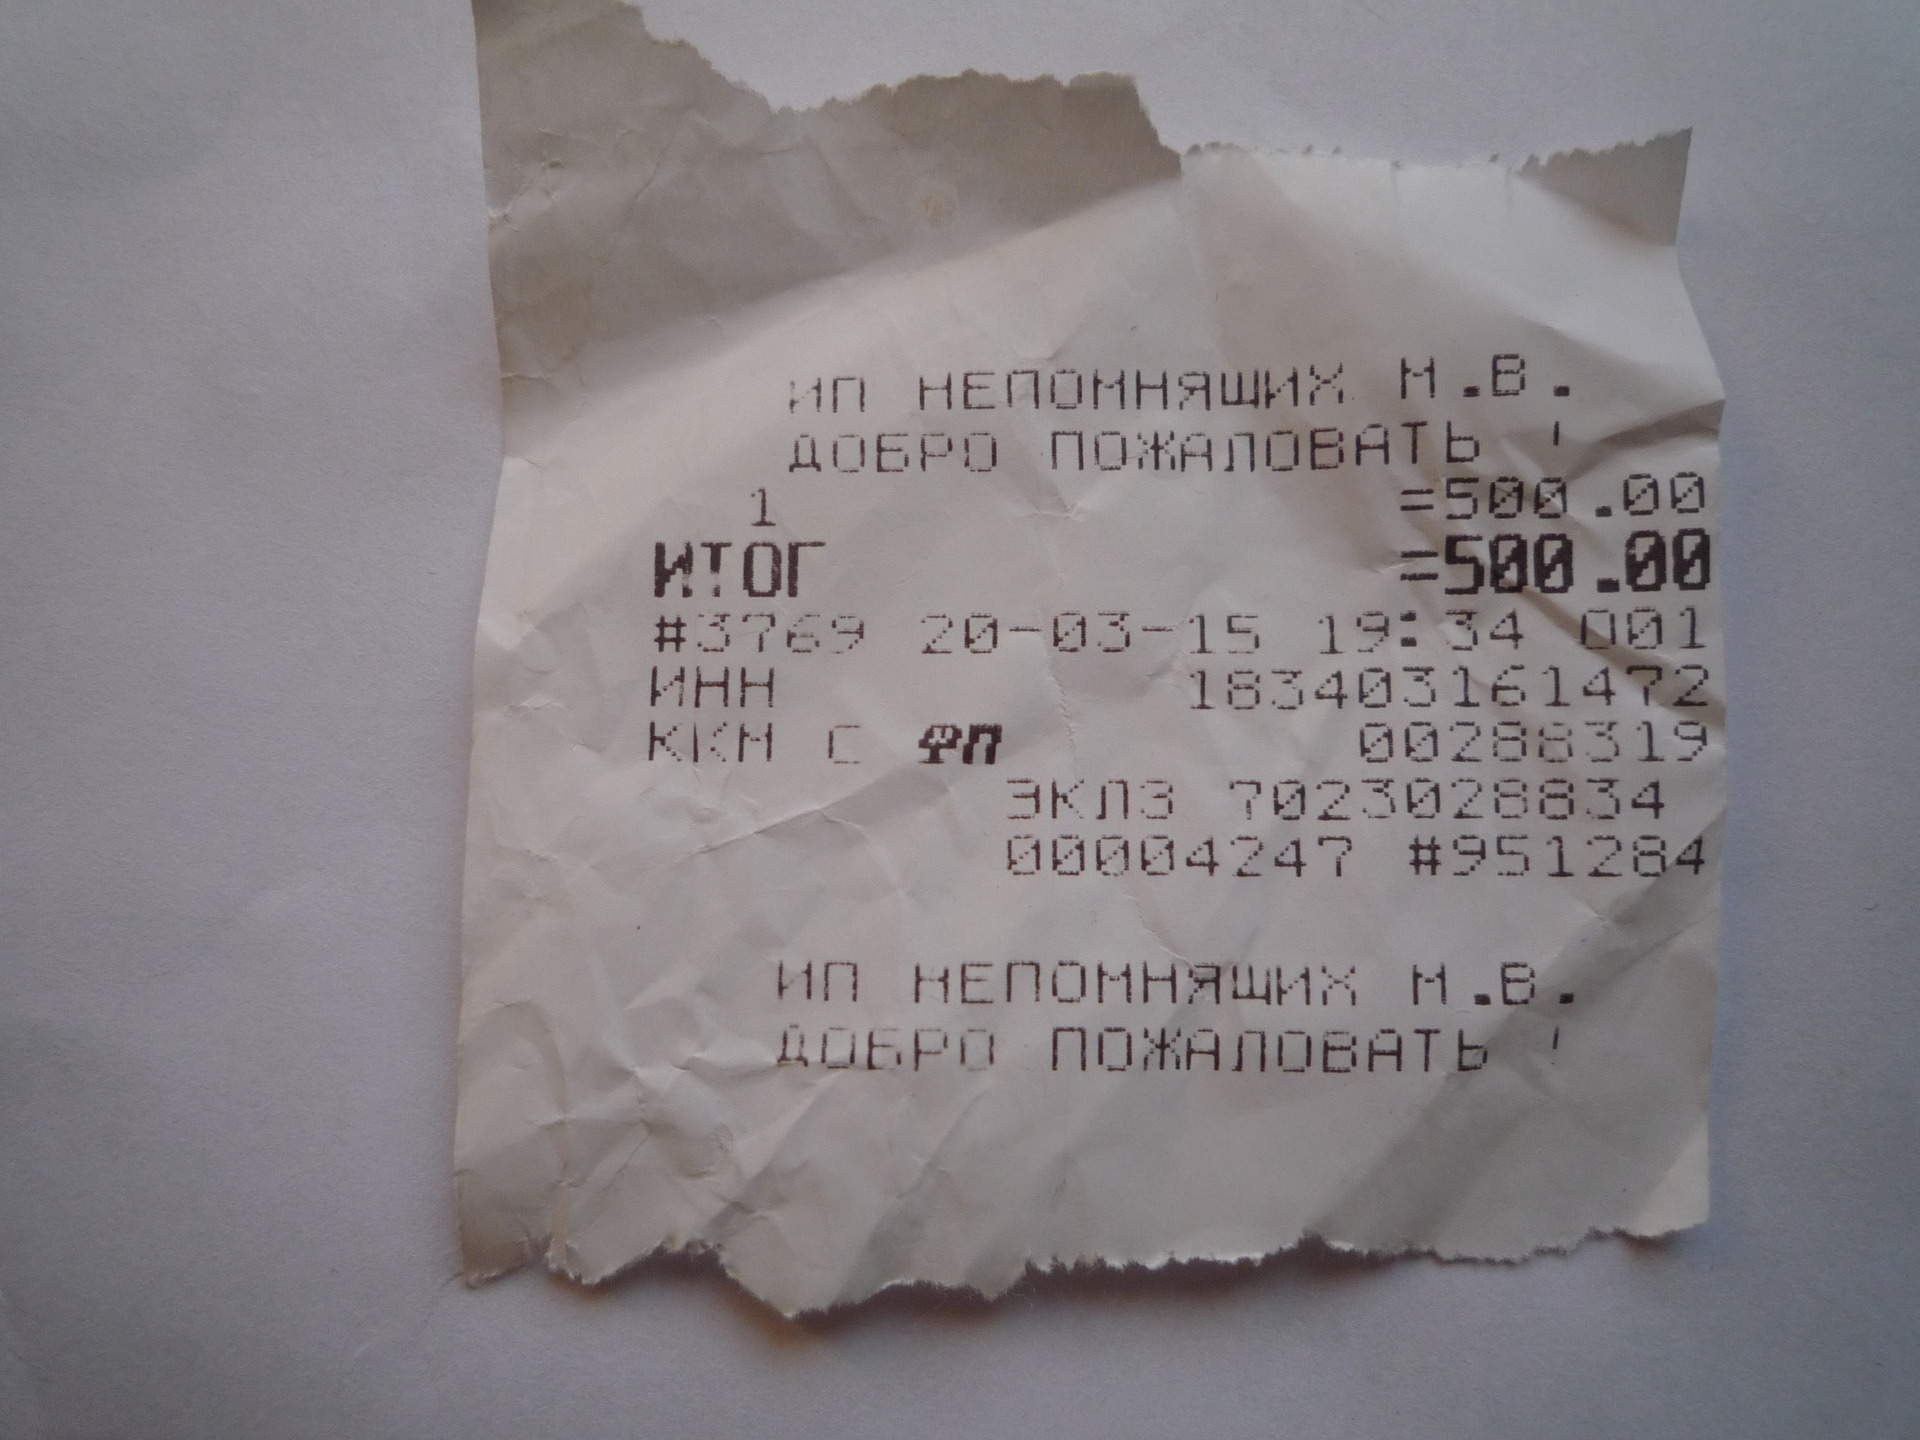 ИП НЕПОМНЯЩИХ М.В.
ДОБРО ПОЖАЛОВАТЬ !
1 =500.00
ИТОГ =500.00
#3769 20-03-15 19:34 001
ИНН 183403161472
ККМ С ФП 00288319
ЭКЛЗ 7023028834
00004247 #951284
ИП НЕПОМНЯЩИХ М.В.
ДОБРО ПОЖАЛОВАТЬ !